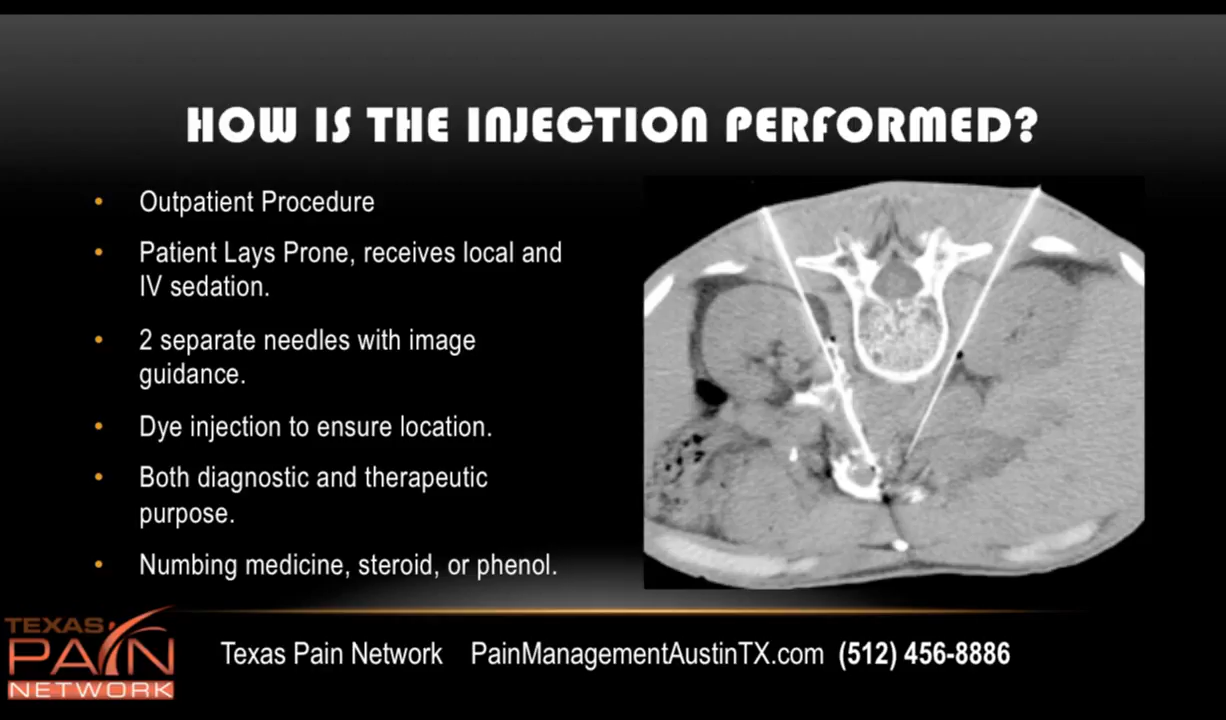 HOW IS THE INJECTION PERFORMED?
• Outpatient Procedure
• Patient Lays Prone, receives local and
IV sedation.
• 2 separate needles with image
guidance.
• Dye injection to ensure location.
• Both diagnostic and therapeutic
purpose.
• Numbing medicine, steroid, or phenol.
TEXAS
PAIN
NETWORK
Texas Pain Network PainManagementAustinTX.com (512) 456-8886